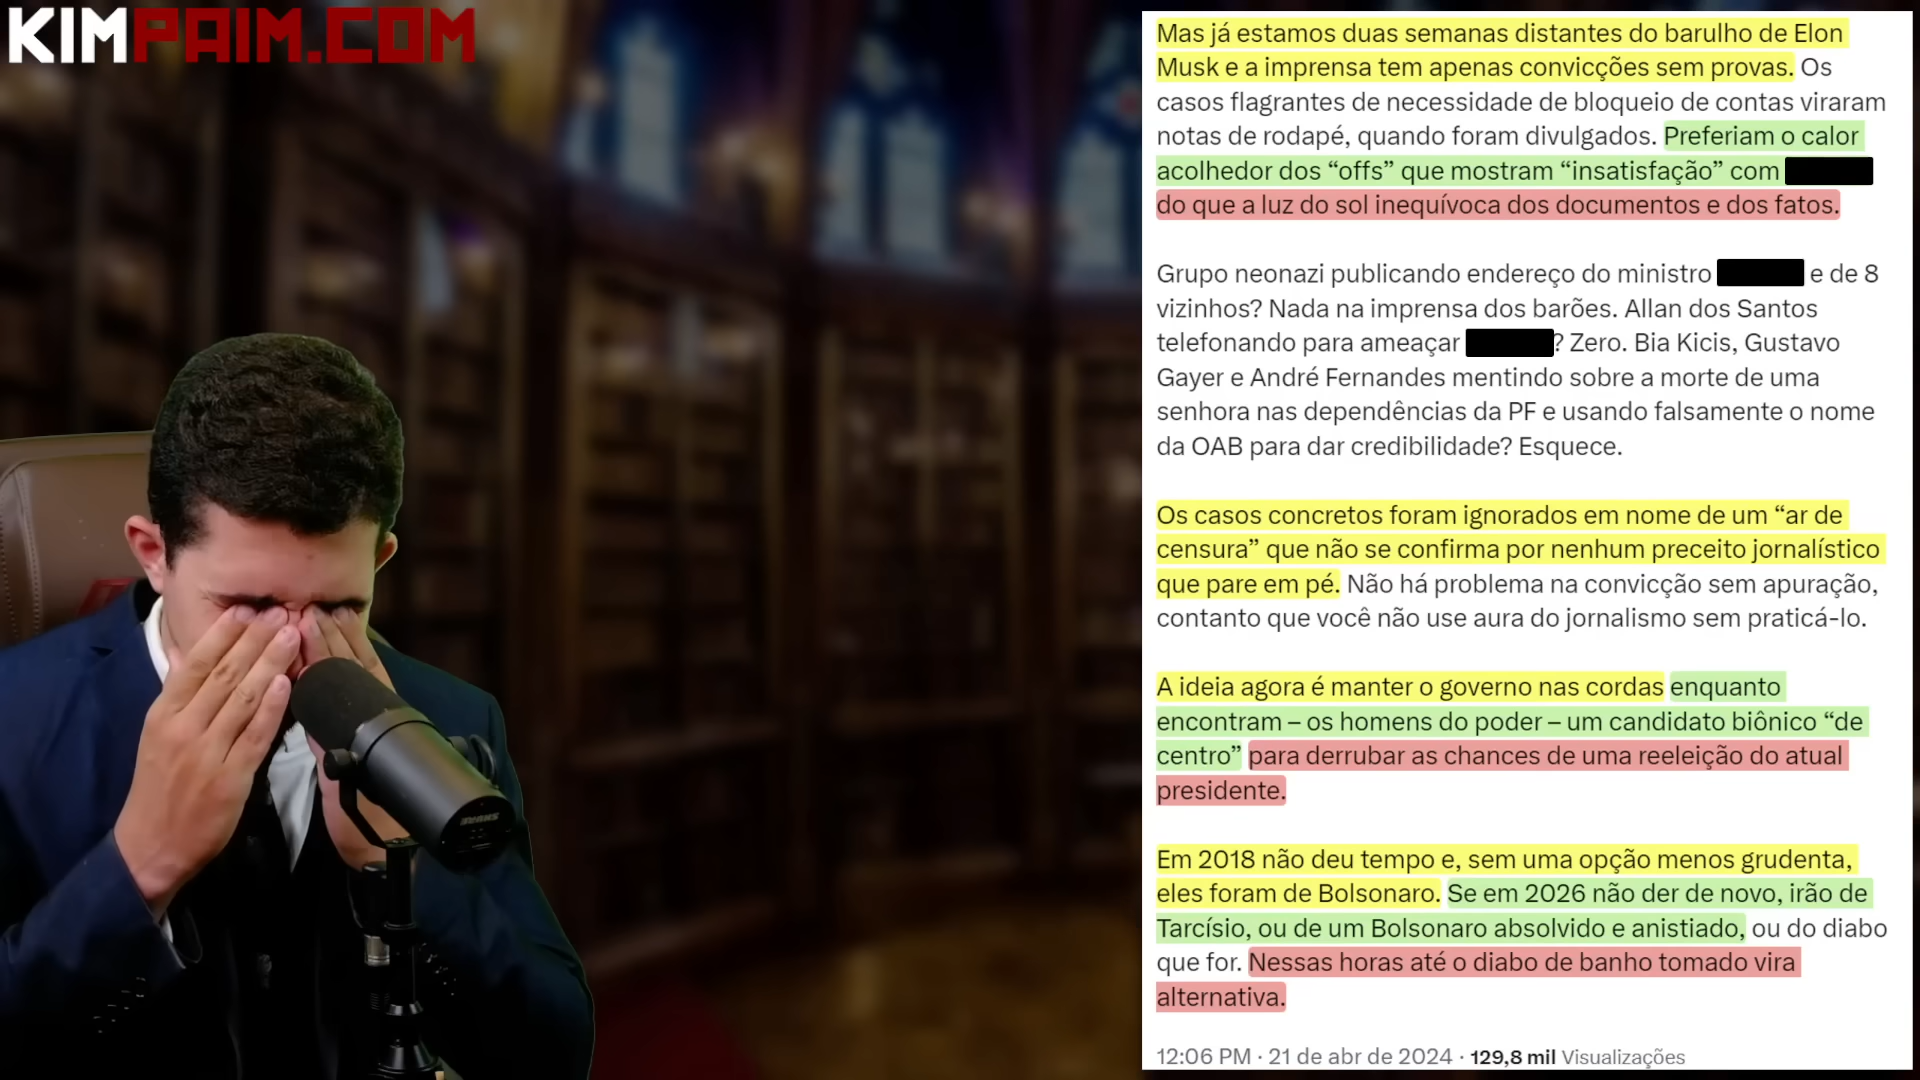 KIMPAIM.COM
Mas já estamos duas semanas distantes do barulho de Elon
Musk e a imprensa tem apenas convicções sem provas. Os
casos flagrantes de necessidade de bloqueio de contas viraram
notas de rodapé, quando foram divulgados. Preferiam o calor
acolhedor dos “offs” que mostram “insatisfação” com
do que a luz do sol inequívoca dos documentos e dos fatos.
Grupo neonazi publicando endereço do ministro e de 8
vizinhos? Nada na imprensa dos barões. Allan dos Santos
telefonando para ameaçar ? Zero. Bia Kicis, Gustavo
Gayer e André Fernandes mentindo sobre a morte de uma
senhora nas dependências da PF e usando falsamente o nome
da OAB para dar credibilidade? Esquece.
Os casos concretos foram ignorados em nome de um “ar de
censura” que não se confirma por nenhum preceito jornalístico
que pare em pé. Não há problema na convicção sem apuração,
contanto que você não use aura do jornalismo sem praticá-lo.
A ideia agora é manter o governo nas cordas enquanto
encontram – os homens do poder – um candidato biônico “de
centro” para derrubar as chances de uma reeleição do atual
presidente.
Em 2018 não deu tempo e, sem uma opção menos grudenta,
eles foram de Bolsonaro. Se em 2026 não der de novo, irão de
Tarcísio, ou de um Bolsonaro absolvido e anistiado, ou do diabo
que for. Nessas horas até o diabo de banho tomado vira
alternativa.
12:06 PM · 21 de abr de 2024 · 129,8 mil Visualizações
SHURE